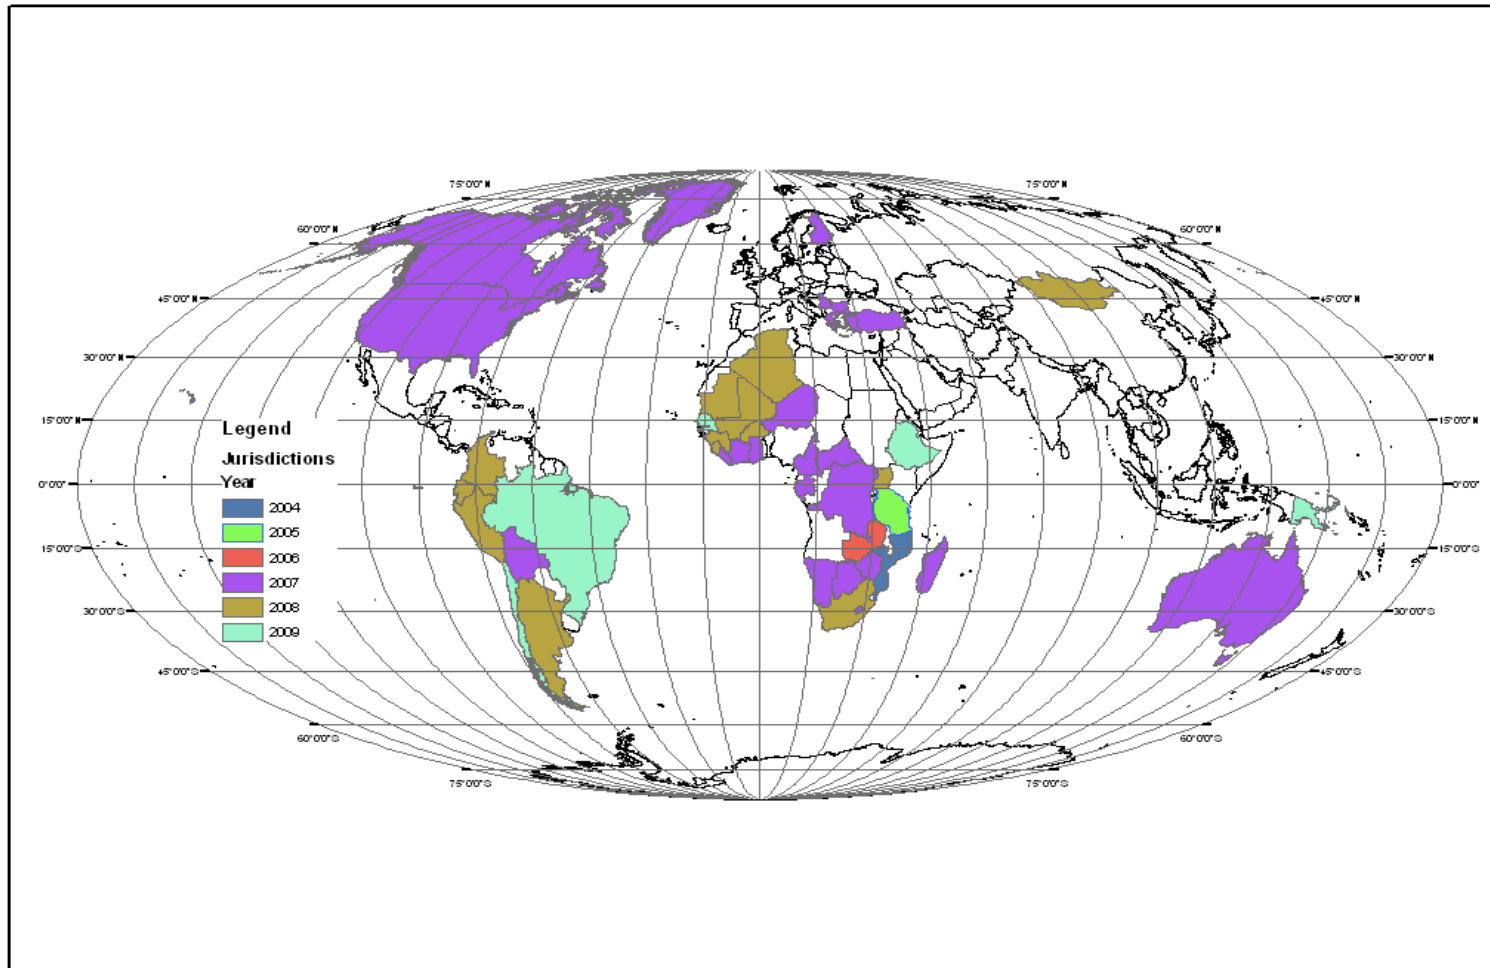 75°0'0"N 75°0'0"N
60°0'0"N 60°0'0"N
45°0'0"N 45°0'0"N
30°0'0"N 30°0'0"N
15°0'0"N 15°0'0"N
Legend
Jurisdictions
Year
0°0'0" 0°0'0"
2004
2005
15°0'0"S 15°0'0"S
2006
2007
2008
30°0'0"S 30°0'0"S
2009
45°0'0"S 45°0'0"S
60°0'0"S 60°0'0"S
75°0'0"S 75°0'0"S